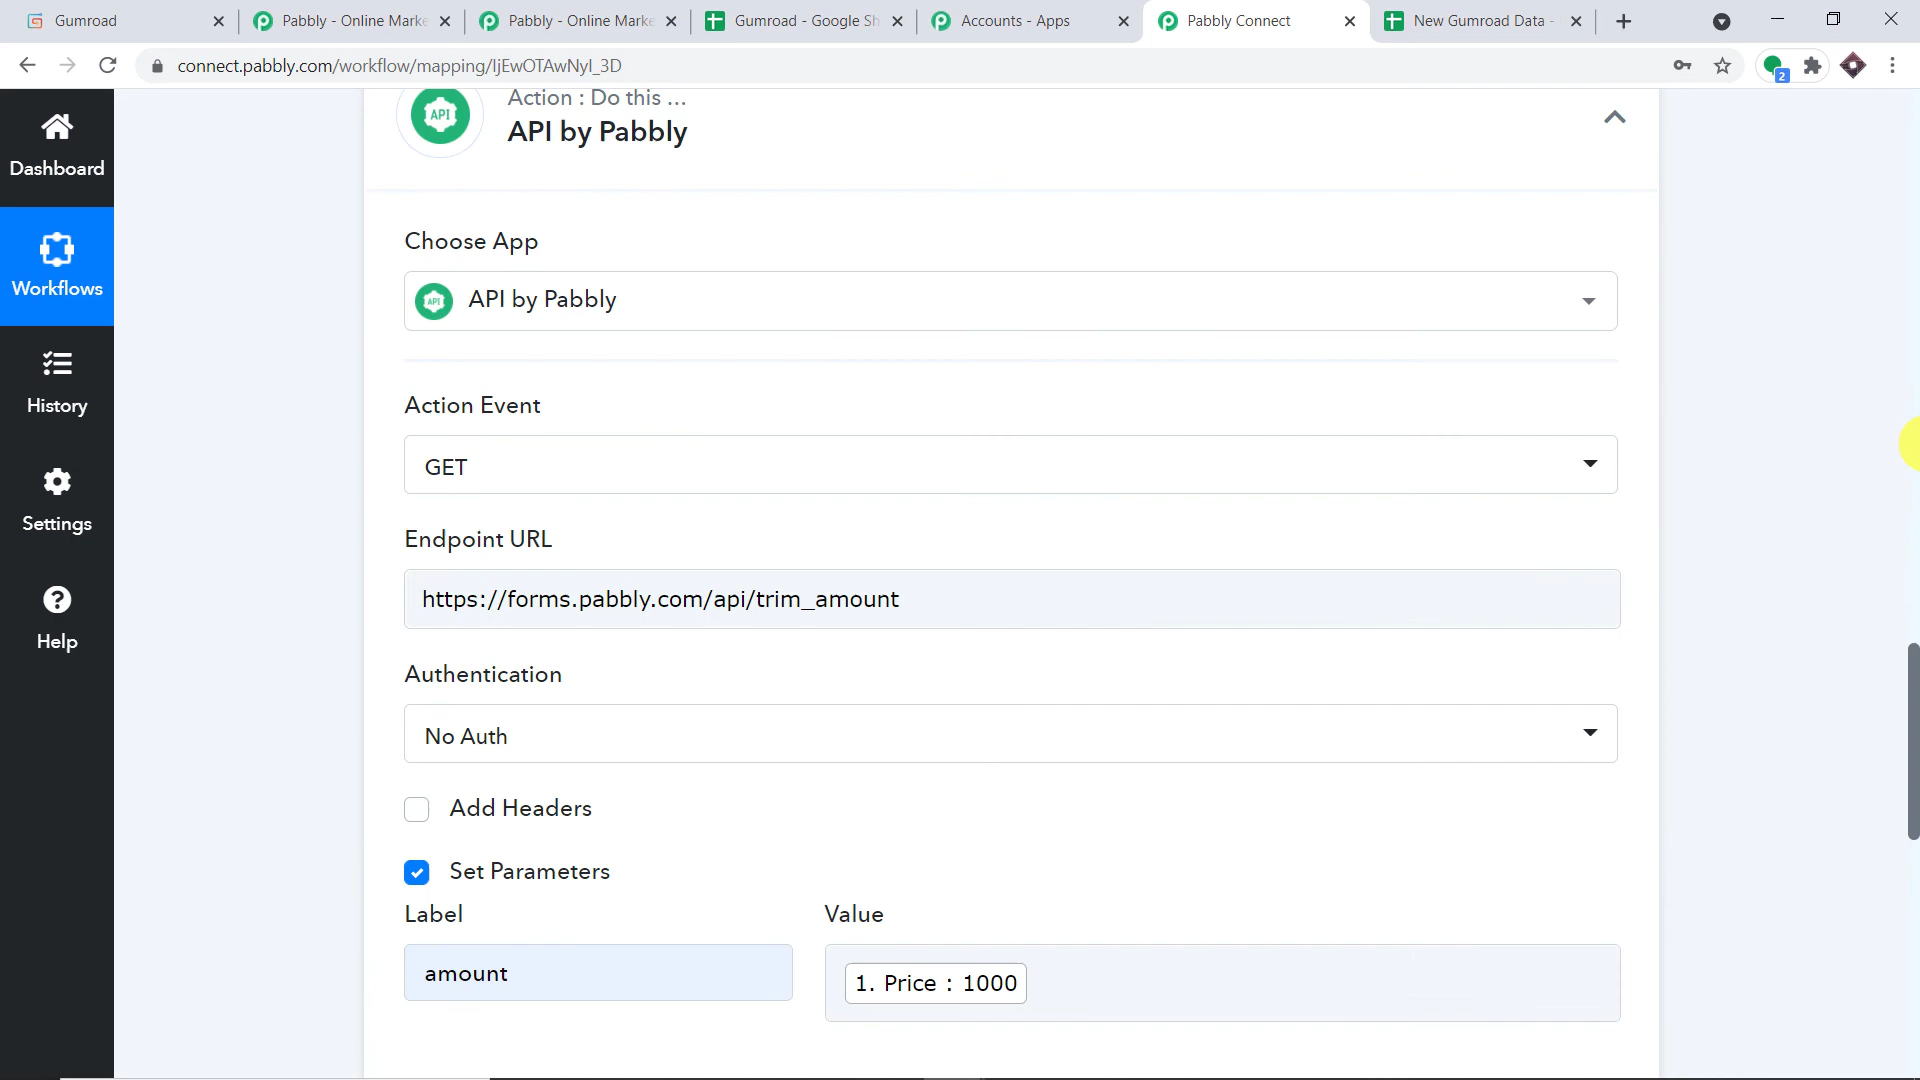 Gumroad
Pabbly - Online Marke
Pabbly - Online Marke
Gumroad - Google Sh
Accounts - Apps
Pabbly Connect
New Gumroad Data -
connect.pabbly.com/workflow/mapping/IjEwOTAwNyI_3D
2
Dashboard
Workflows
History
Settings
Help
API
Action : Do this ...
API by Pabbly
Choose App
API
API by Pabbly
Action Event
GET
Endpoint URL
https://forms.pabbly.com/api/trim_amount
Authentication
No Auth
Add Headers
Set Parameters
Label
Value
amount
1. Price : 1000